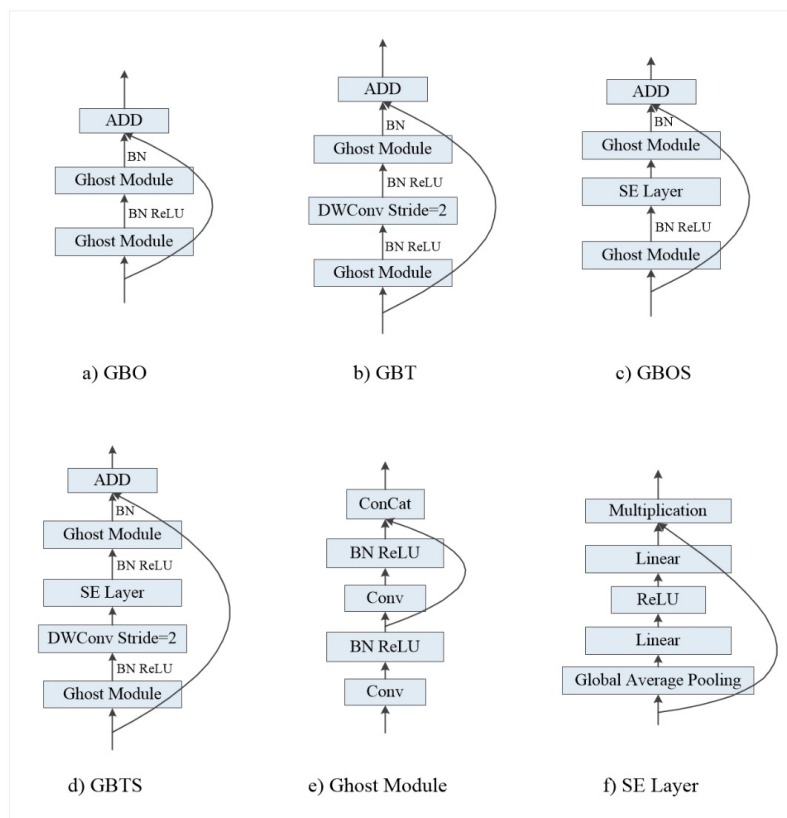 ADD
BN
Ghost Module
BN ReLU
Ghost Module
a) GBO
ADD
BN
Ghost Module
BN ReLU
DWConv Stride=2
BN ReLU
Ghost Module
b) GBT
ADD
BN
Ghost Module
SE Layer
BN ReLU
Ghost Module
c) GBOS
ADD
BN
Ghost Module
BN ReLU
SE Layer
DWConv Stride=2
BN ReLU
Ghost Module
d) GBTS
ConCat
BN ReLU
Conv
BN ReLU
Conv
e) Ghost Module
Multiplication
Linear
ReLU
Linear
Global Average Pooling
f) SE Layer